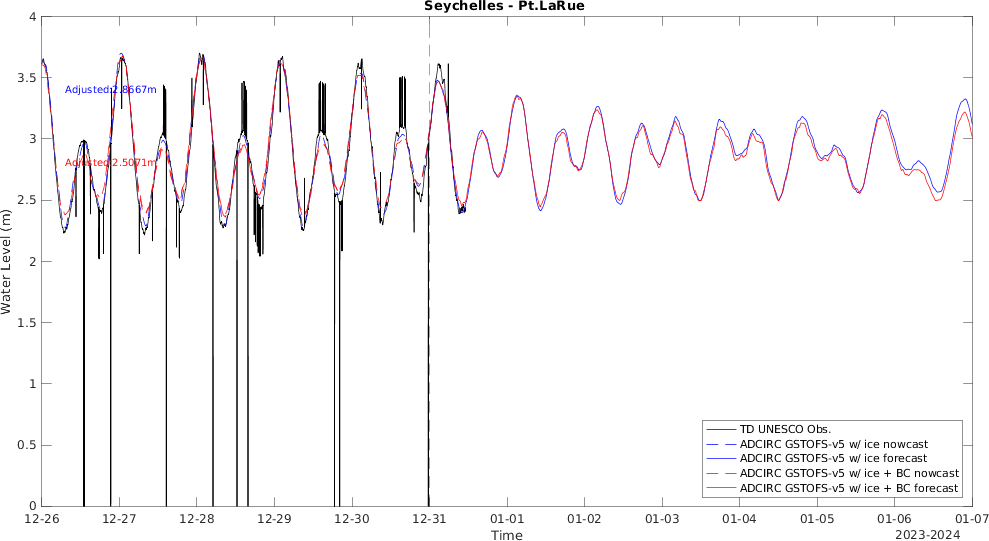 Seychelles - Pt.LaRue
4
3.5
3
2.5
2
1.5
1
0.5
0
Water Level (m)
Adjusted:2.8667m
Adjusted:2.5071m
TD UNESCO Obs.
ADCIRC GSTOFS-v5 w/ ice nowcast
ADCIRC GSTOFS-v5 w/ ice forecast
ADCIRC GSTOFS-v5 w/ ice + BC nowcast
ADCIRC GSTOFS-v5 w/ ice + BC forecast
12-26 12-27 12-28 12-29 12-30 12-31 01-01 01-02 01-03 01-04 01-05 01-06 01-07
Time
2023-2024